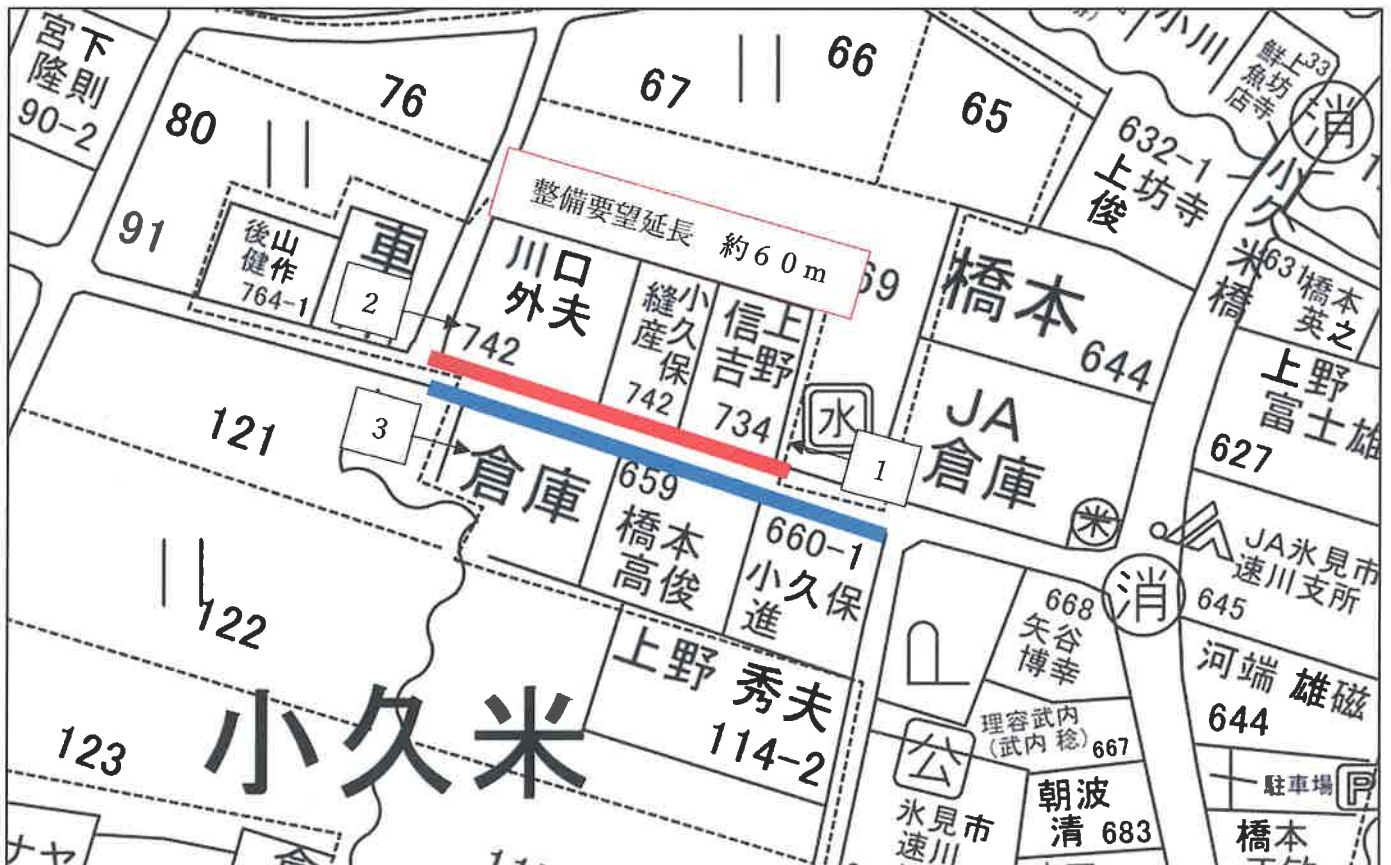 宮下
隆則
90-2
80
76
67
66
65
小川
鮮魚店
上坊寺
33
消
632-1
上坊寺
俊
小久米橋
91
山作
後健
764-1
車
2
整備要望延長 約60m
川口
外夫
742
小久保
縫産
742
上野
信吉
734
69
水
1
橋本
644
JA
倉庫
米
631
橋本
英之
上野
富士雄
627
JA氷見市
速川支所
645
消
121
3
倉庫
659
橋本
高俊
660-1
小久保
進
122
上野 秀夫
114-2
小久米
123
668
矢谷
博幸
理容武内
(武内 稔) 667
公
氷見市
速川
朝波
清 683
河端 雄磁
644
駐車場 P
橋本
ナヤ